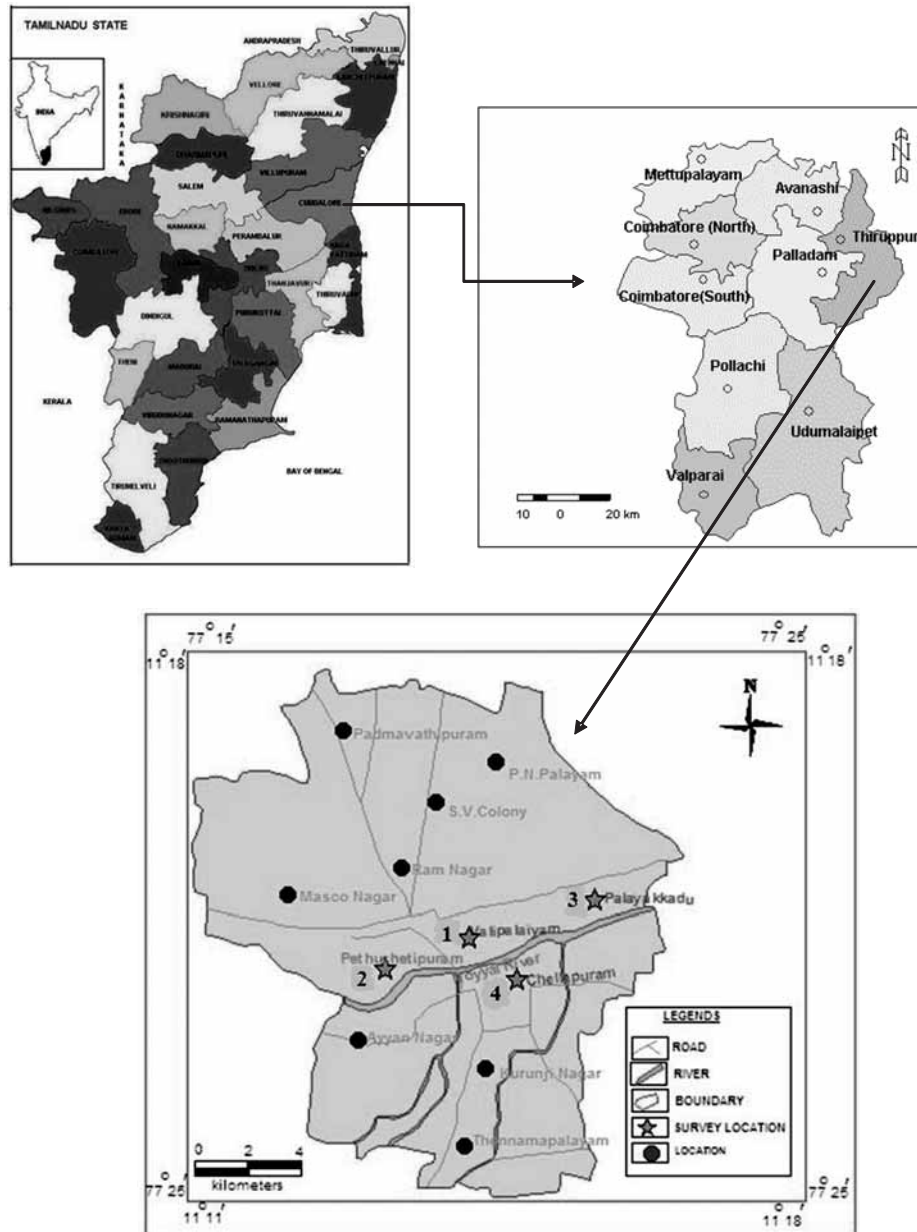 TAMILNADU STATE
ANDRAPRADESH
THIRUVALLUR
KARNATAKA
INDIA
VELLORE
KRISHNAGIRI
THIRUVANNAMALAI
VILLUPURAM
SALEM
CUDDALORE
ERODE
NAMAKKAL
PERAMBALUR
THANJAVUR
DINDIGUL
THENI
MADURAI
VIRUDHNAGAR
RAMANATHAPURAM
KERALA
TIRUNELVELI
BAY OF BENGAL
N
Mettupalayam
Avanashi
Coimbatore (North)
Thiruppur
Palladam
Coimbatore(South)
Pollachi
Udumalaipet
Valparai
10 0 20 km
77° 15′
77° 25′
11 18′
11 18′
N
Padmavathipuram
P.N.Palayam
S.V.Colony
Ram Nagar
Masco Nagar
3 Palayakkadu
1 Valipalaiyam
Pethuchetipuram
2
Noyyal River
4 Chellapuram
Ayyan Nagar
Kurunji Nagar
Thennamapalayam
LEGENDS
ROAD
RIVER
BOUNDARY
SURVEY LOCATION
LOCATION
0 2 4
kilometers
77 25′
11 11′
77 25′
11 18′